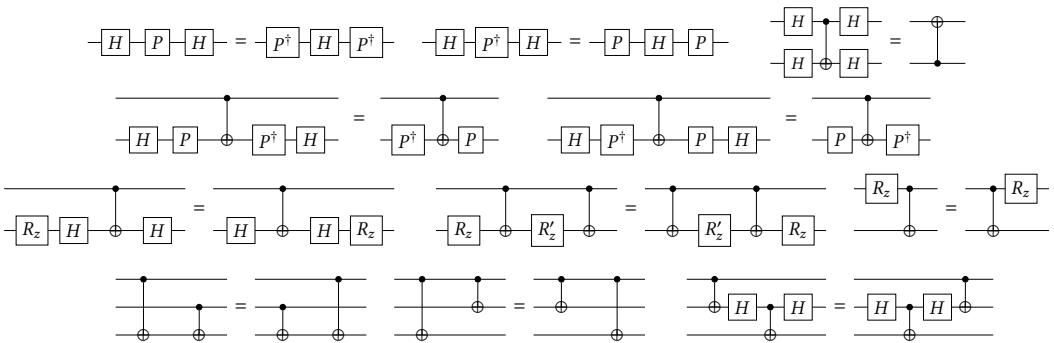 H P H = P† H P† H P† H = P H P H H H H =
H P P† H = P† P H P† P H = P P†
R_z H H = H H R_z R_z R′_z = R′_z R_z R_z = R_z
= = H H = H H